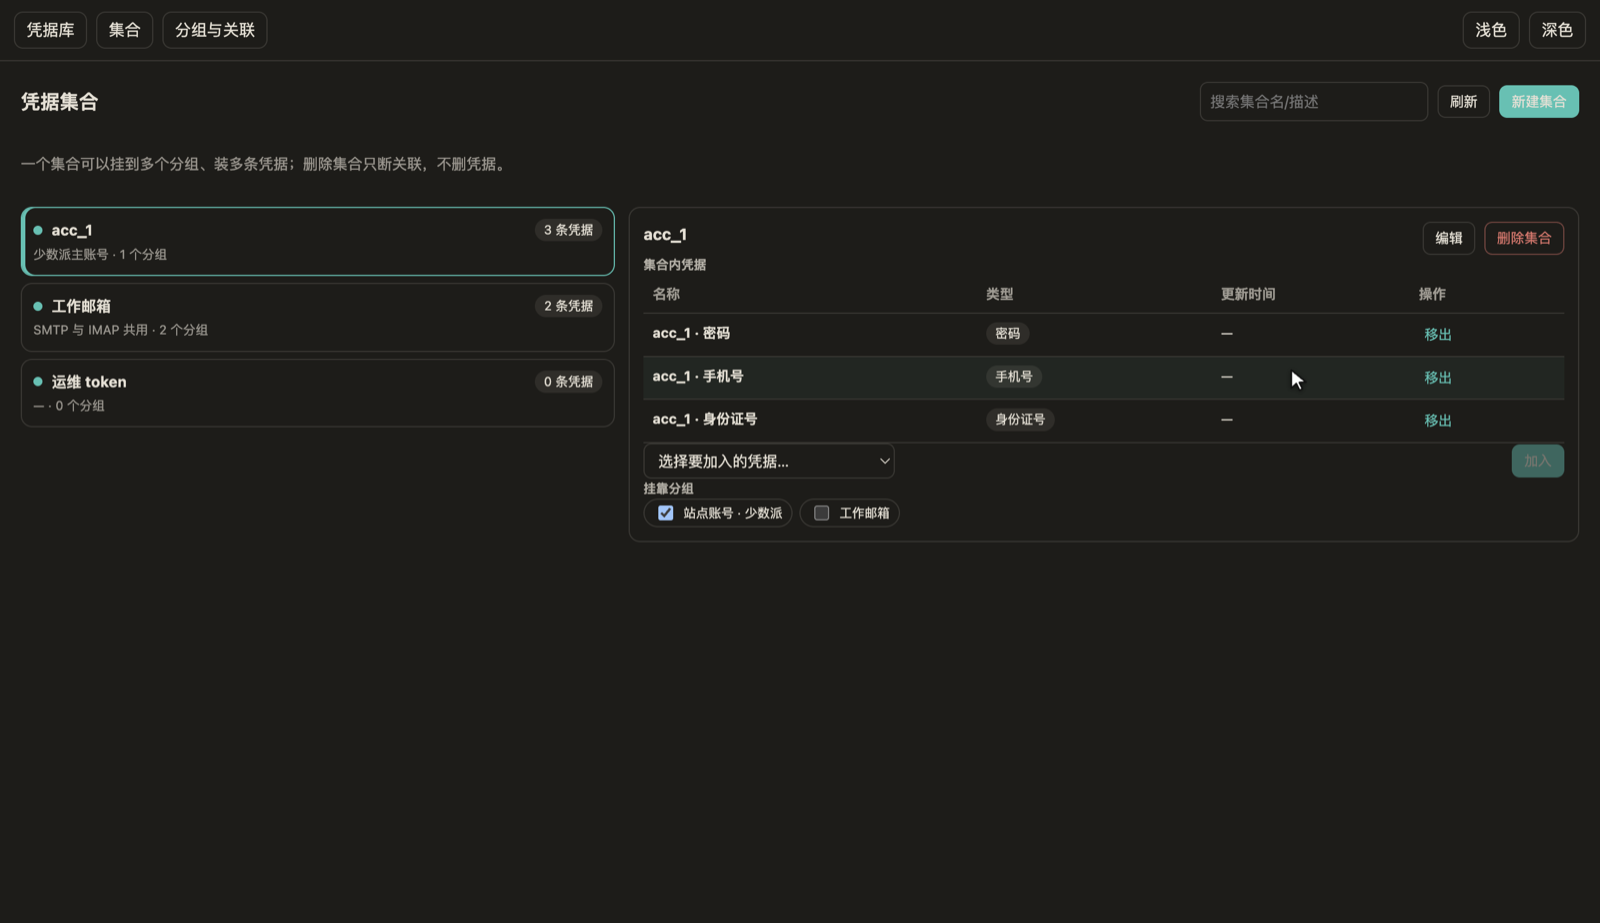 凭据库 集合 分组与关联 浅色 深色
凭据集合 搜索集合名/描述 刷新 新建集合
一个集合可以挂到多个分组、装多条凭据；删除集合只断关联，不删凭据。
acc_1 3 条凭据
少数派主账号 · 1 个分组
工作邮箱 2 条凭据
SMTP 与 IMAP 共用 · 2 个分组
运维 token 0 条凭据
— · 0 个分组
acc_1 编辑 删除集合
集合内凭据
名称 类型 更新时间 操作
acc_1 · 密码 密码 — 移出
acc_1 · 手机号 手机号 — 移出
acc_1 · 身份证号 身份证号 — 移出
选择要加入的凭据... 加入
挂靠分组
站点账号 · 少数派 工作邮箱